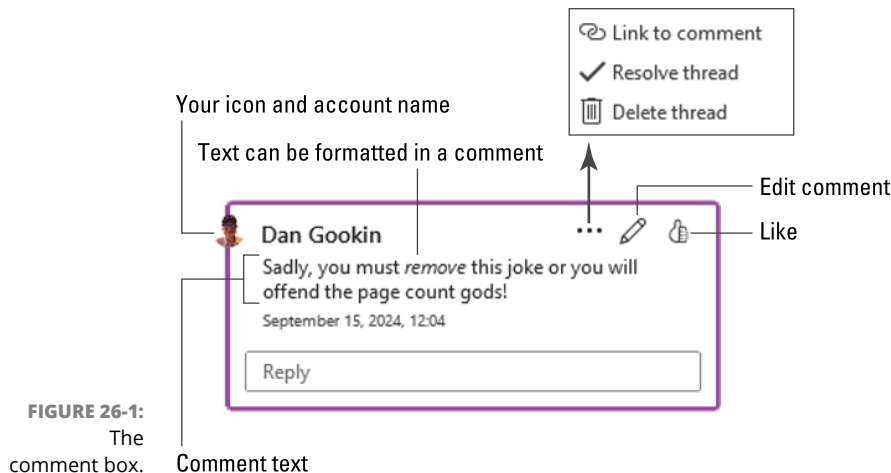 Link to comment
Resolve thread
Delete thread
Your icon and account name
Text can be formatted in a comment
Edit comment
Like
Dan Gookin
Sadly, you must remove this joke or you will
offend the page count gods!
September 15, 2024, 12:04
Reply
FIGURE 26-1:
The
comment box.
Comment text